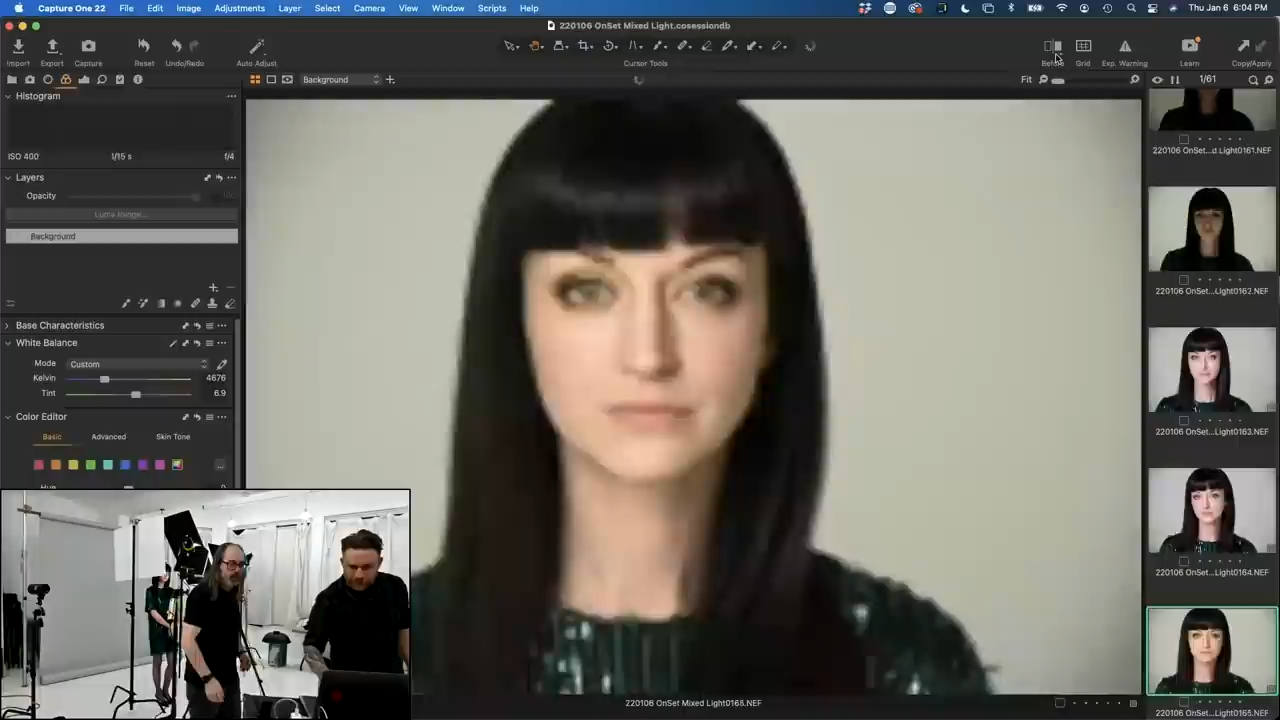 Capture One 22 File Edit Image Adjustments Layer Select Camera View Window Scripts Help Thu Jan 6 6:04 PM
220106 OnSet Mixed Light.cosessiondb
Import Export Capture Reset Undo/Redo Auto Adjust Cursor Tools Before Grid Exp. Warning Learn Copy/Apply
Background Fit 1/61
Histogram
ISO 400 1/15 s f/4
Layers
Opacity
Luma Range...
Background
Base Characteristics
White Balance
Mode Custom
Kelvin 4676
Tint 6.9
Color Editor
Basic Advanced Skin Tone
220106 OnSet...d Light0161.NEF
220106 OnSet...Light0162.NEF
220106 OnSet...Light0163.NEF
220106 OnSet...Light0164.NEF
220106 OnSet Mixed Light0165.NEF
220106 OnSet...Light0165.NEF